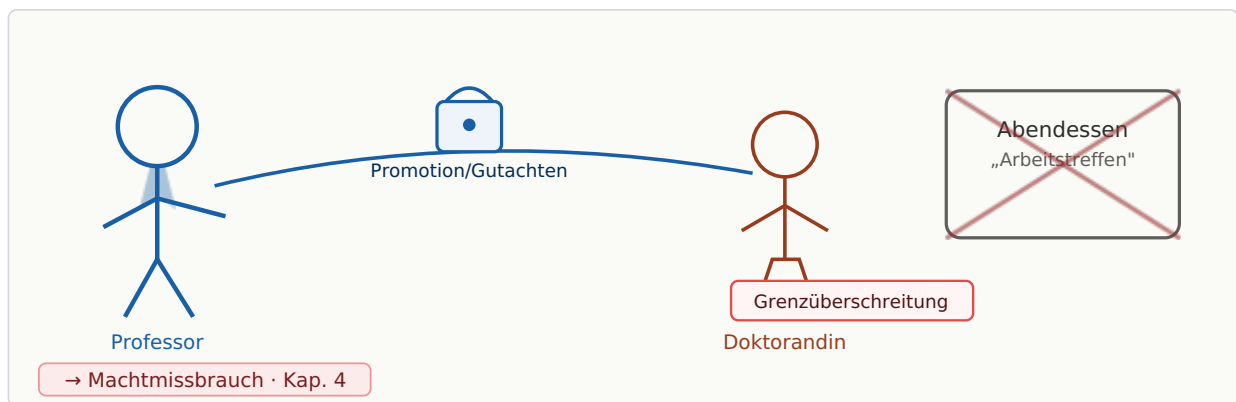 Abendessen
„Arbeitstreffen"
Promotion/Gutachten
Grenzüberschreitung
Professor
Doktorandin
→ Machtmissbrauch · Kap. 4